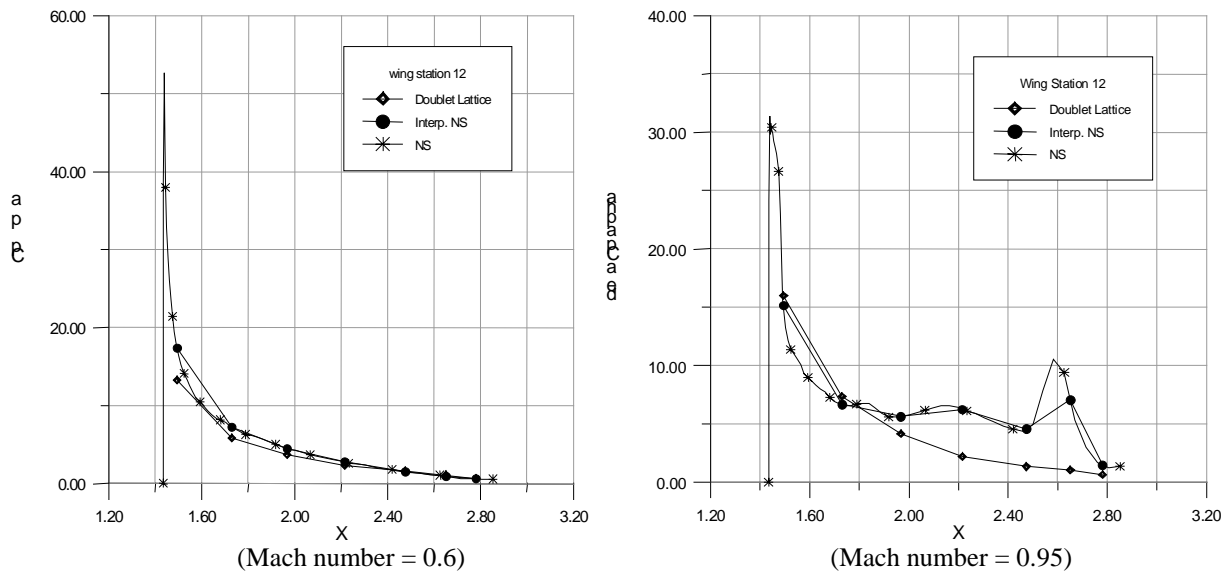 60.00
40.00
20.00
0.00
wing station 12
Doublet Lattice
Interp. NS
NS
1.20
1.60
2.00
2.40
2.80
3.20
X
(Mach number = 0.6)
40.00
30.00
20.00
10.00
0.00
Wing Station 12
Doublet Lattice
Interp. NS
NS
1.20
1.60
2.00
2.40
2.80
3.20
X
(Mach number = 0.95)